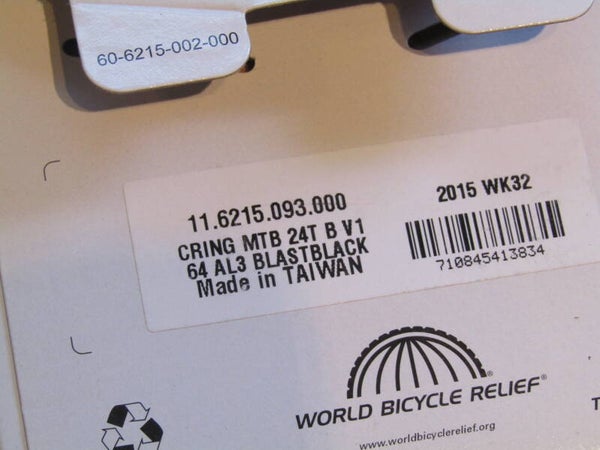 60-6215-002-000
11.6215.093.000
CRING MTB 24T B V1
64 AL3 BLASTBLACK
Made in TAIWAN
2015 WK32
710845413834
WORLD BICYCLE RELIEF®
www.worldbicyclerelief.org
T